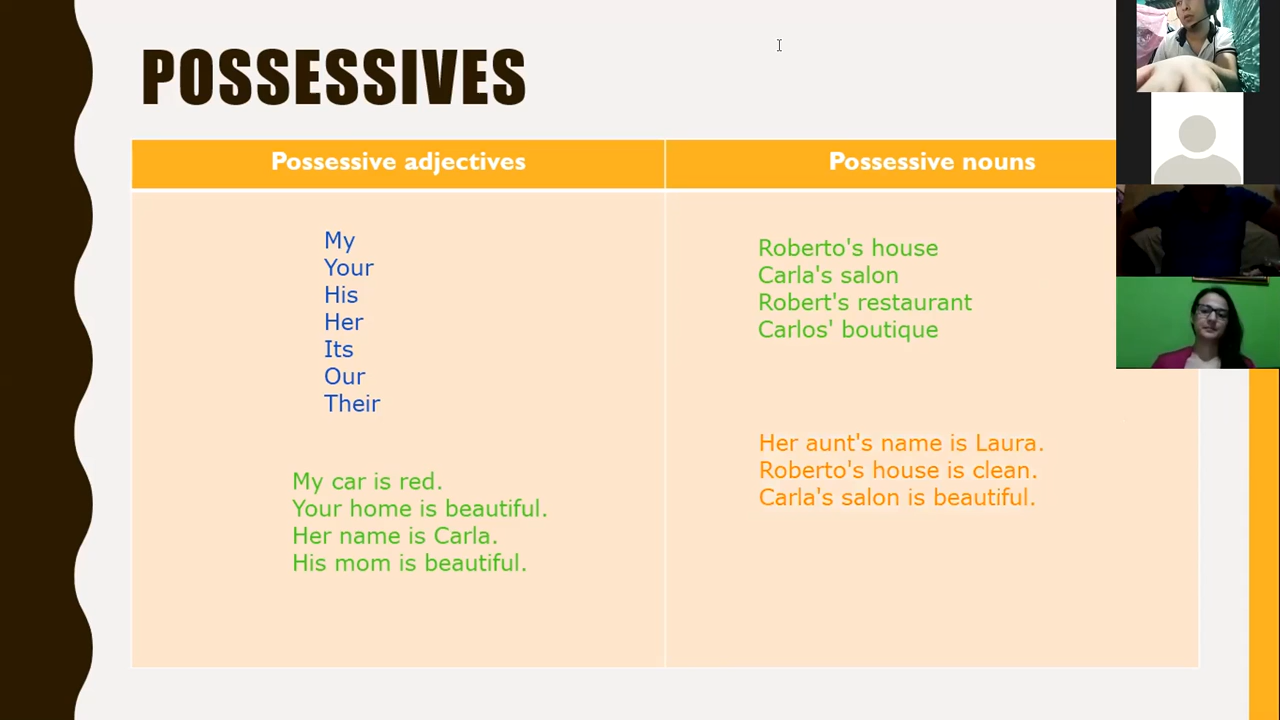 POSSESSIVES
Possessive adjectives
Possessive nouns
My
Your
His
Her
Its
Our
Their
My car is red.
Your home is beautiful.
Her name is Carla.
His mom is beautiful.
Roberto's house
Carla's salon
Robert's restaurant
Carlos' boutique
Her aunt's name is Laura.
Roberto's house is clean.
Carla's salon is beautiful.